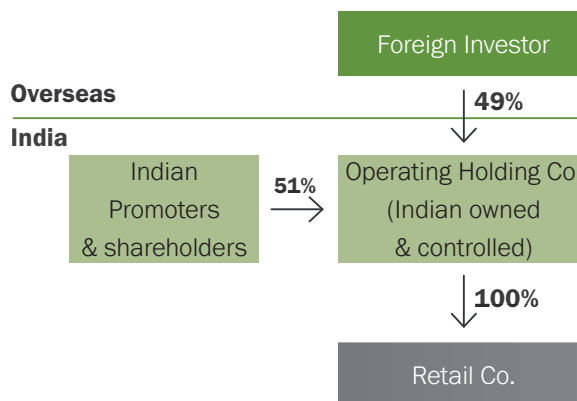 Foreign Investor
Overseas
49%
India
Indian
Promoters
& shareholders
51%
Operating Holding Co
(Indian owned
& controlled)
100%
Retail Co.